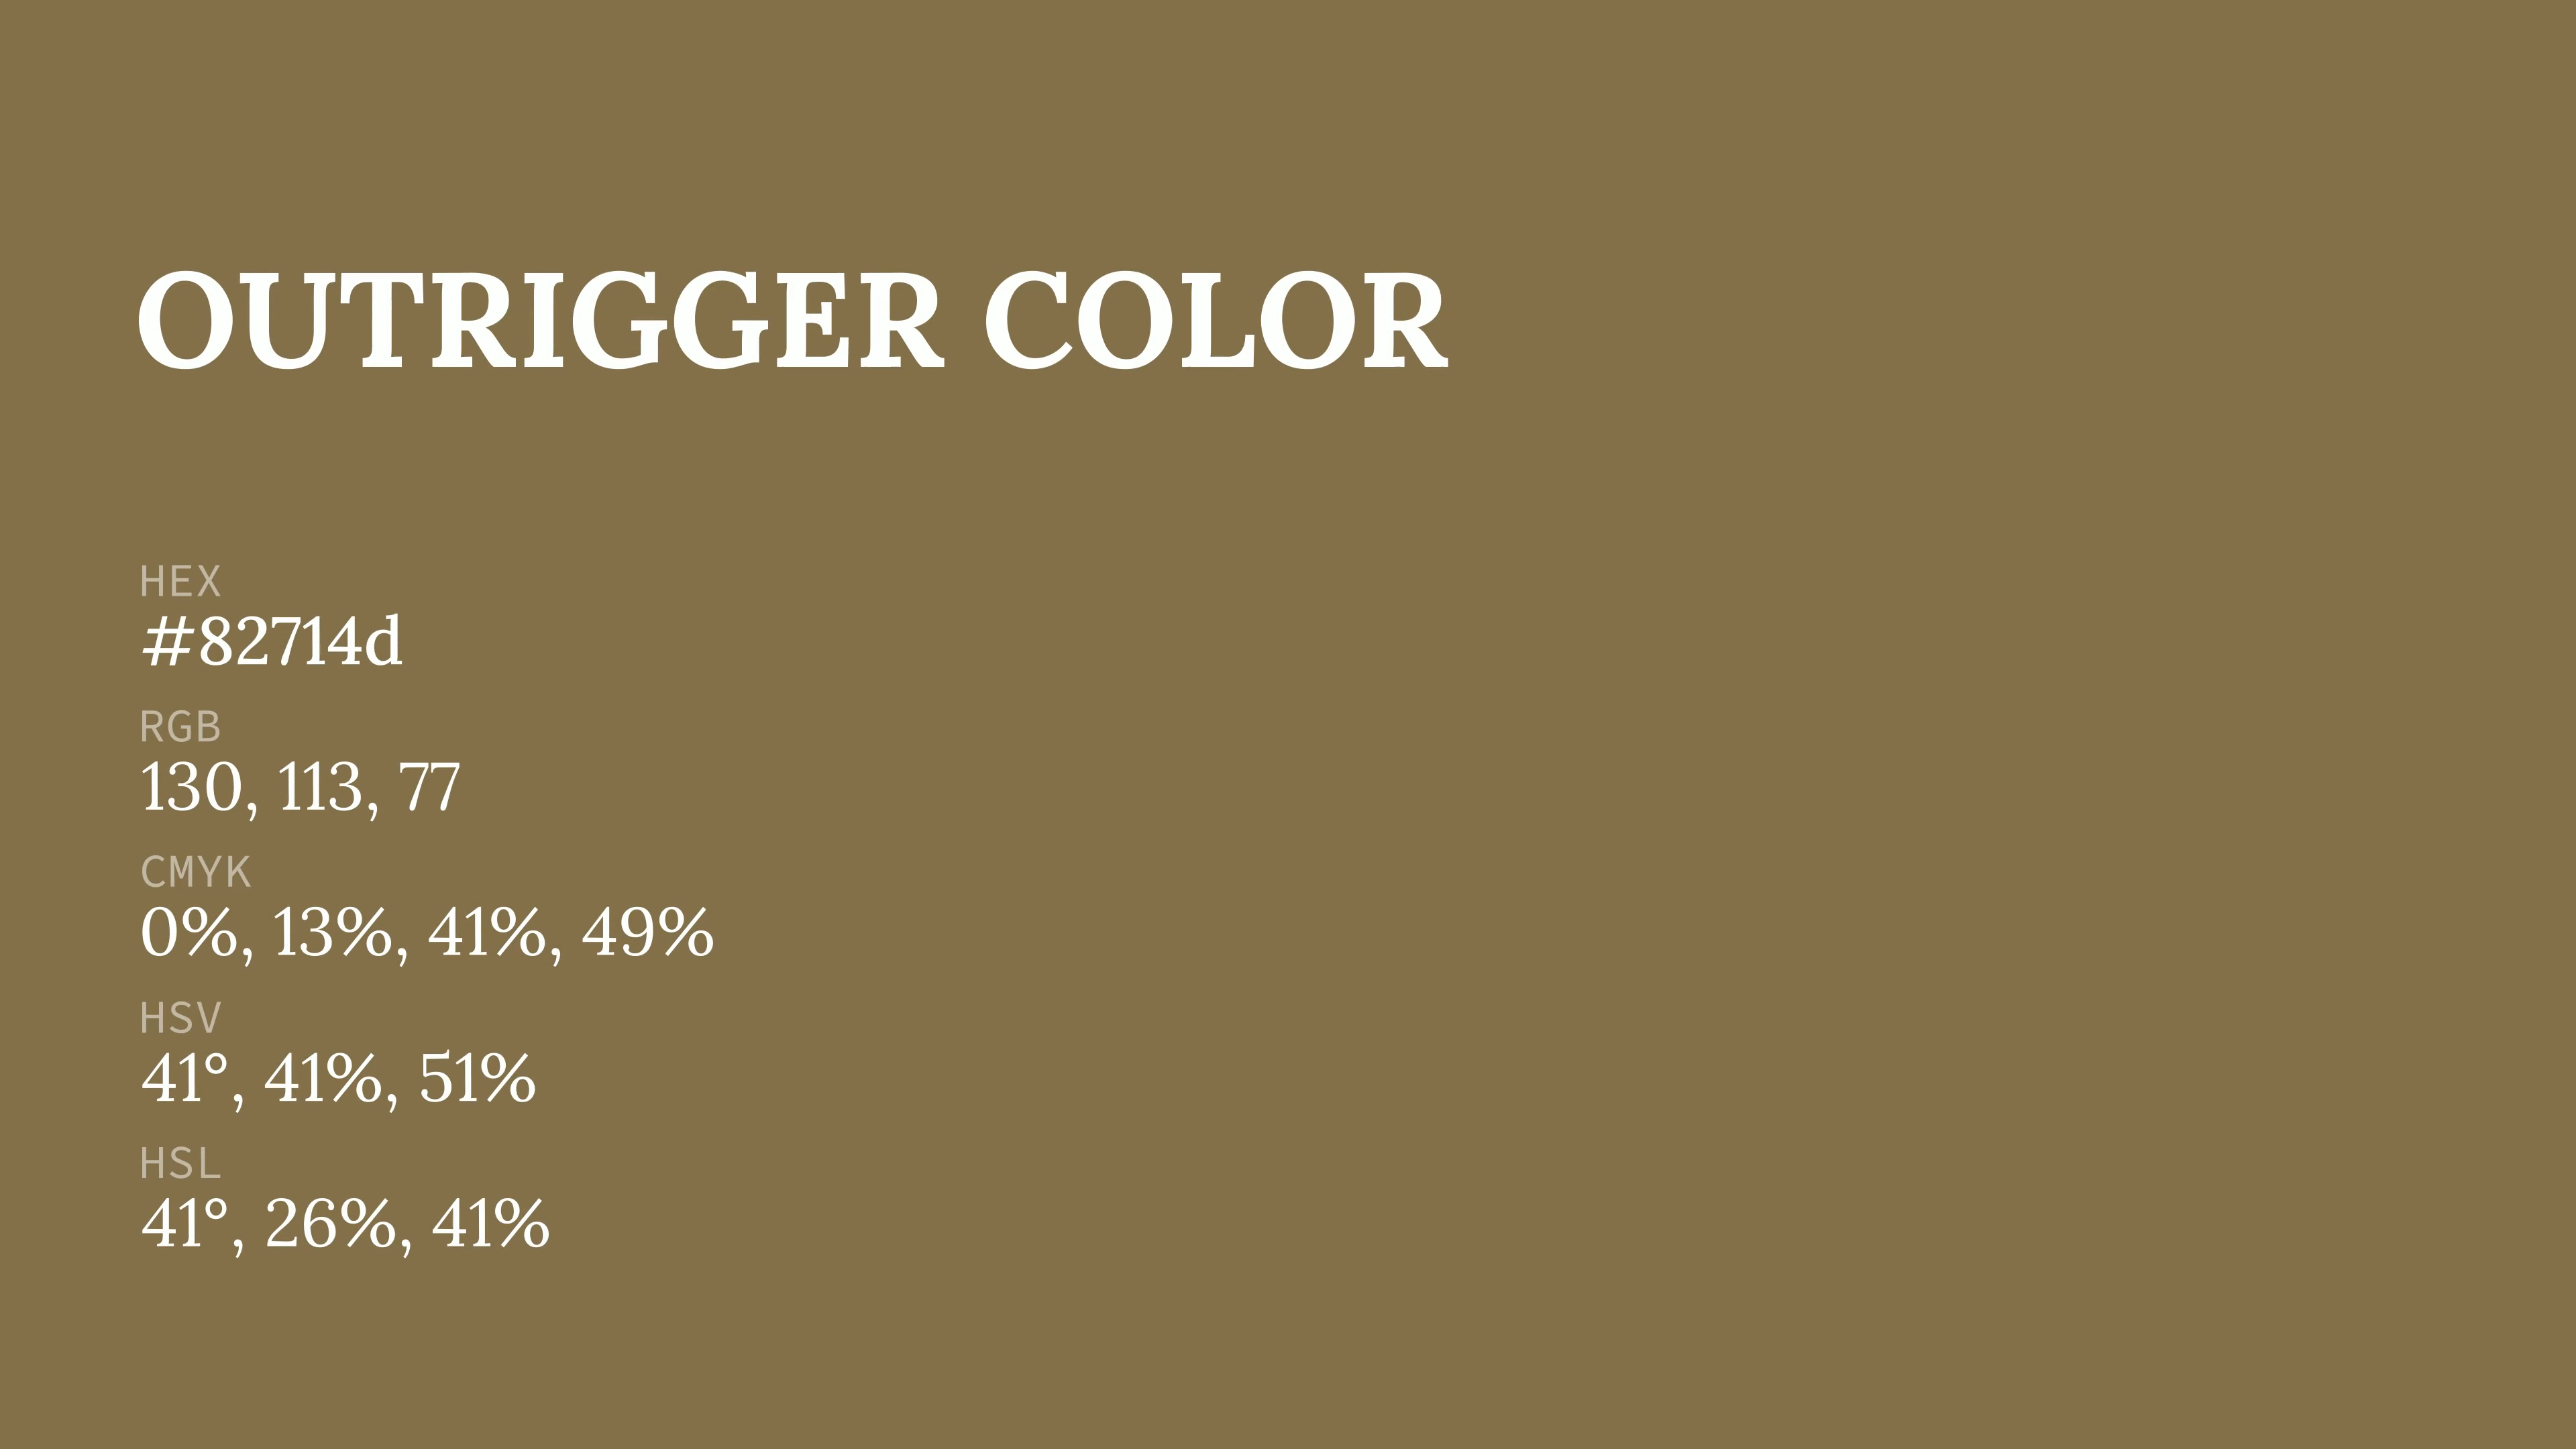 OUTRIGGER COLOR
HEX
#82714d
RGB
130, 113, 77
CMYK
0%, 13%, 41%, 49%
HSV
41°, 41%, 51%
HSL
41°, 26%, 41%